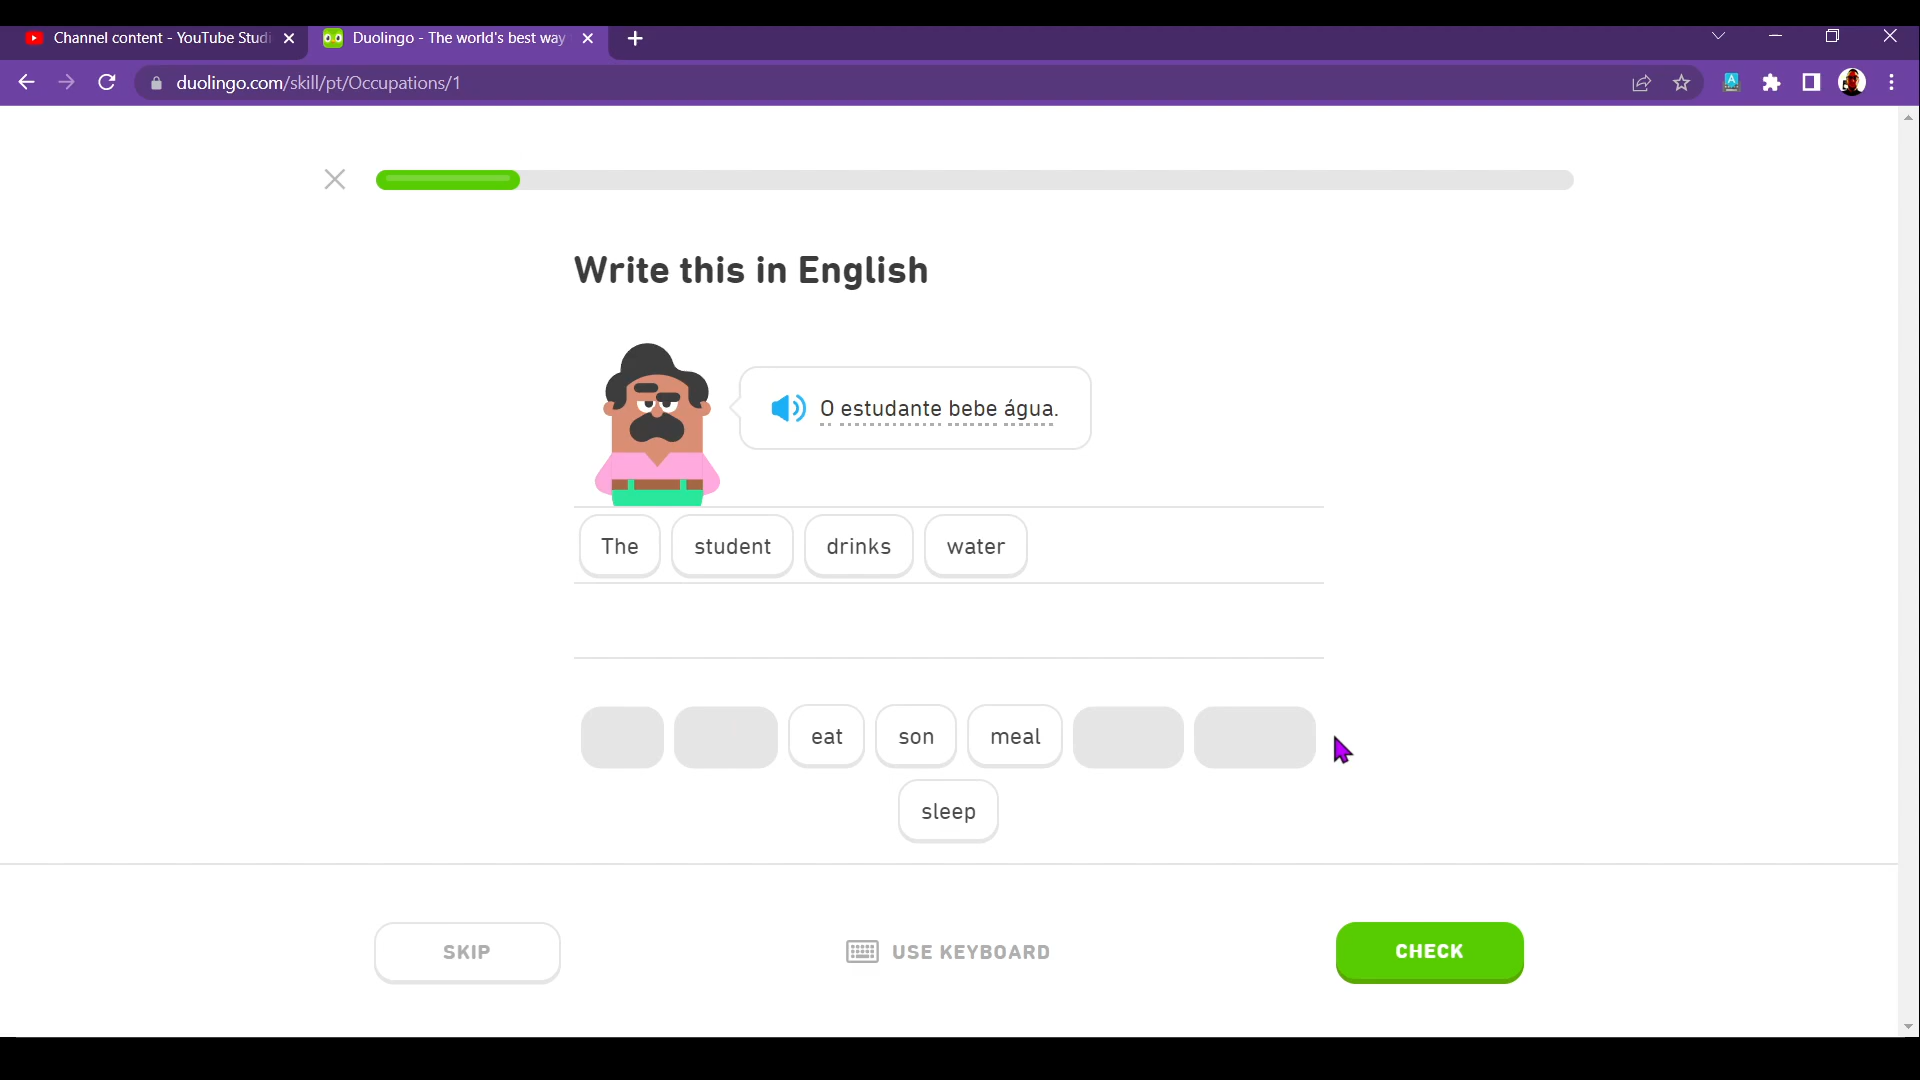 Channel content - YouTube Studi
Duolingo - The world's best way
duolingo.com/skill/pt/Occupations/1
Write this in English
O estudante bebe água.
The student drinks water
eat son meal
sleep
SKIP
USE KEYBOARD
CHECK